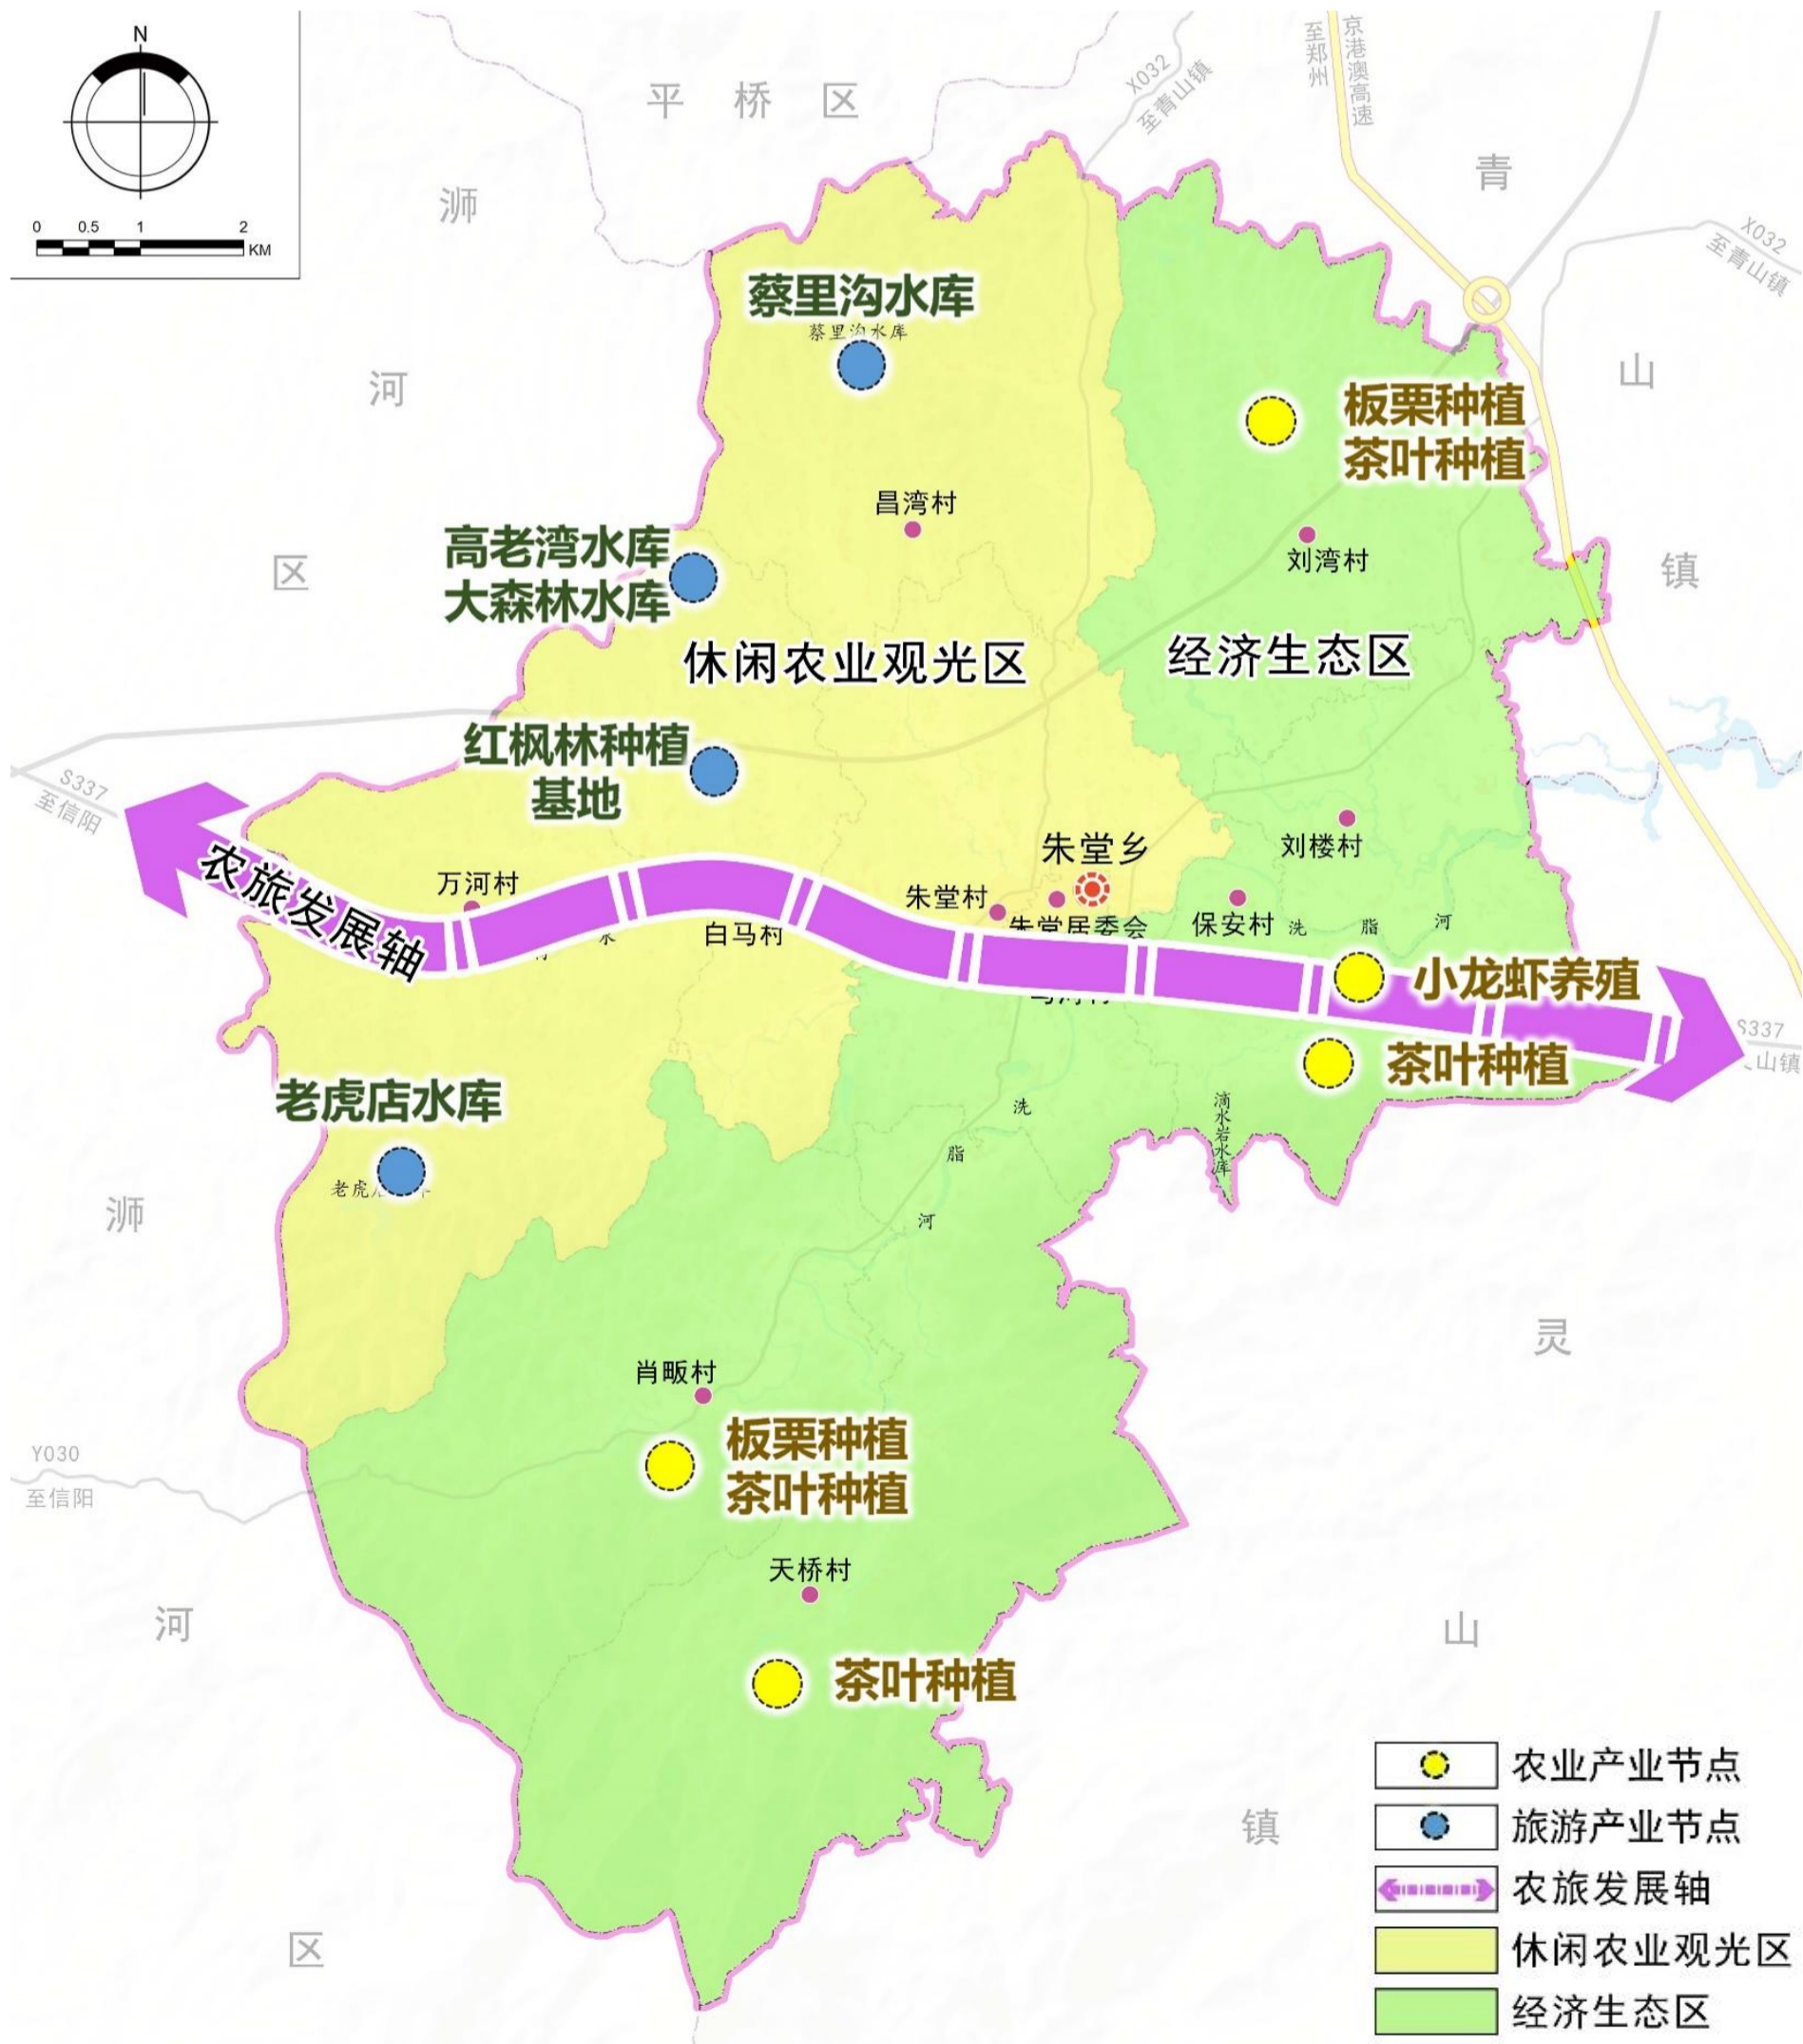 N
0 0.5 1 2
KM
平桥区
X032
至青山镇
至郑州
京港澳高速
青山镇
X032
至青山镇
浉河区
蔡里沟水库
蔡里沟水库
板栗种植
茶叶种植
昌湾村
刘湾村
高老湾水库
大森林水库
休闲农业观光区
经济生态区
红枫林种植
基地
S337
至信阳
农旅发展轴
万河村
白马村
朱堂乡
朱堂村
朱堂居委会
刘楼村
保安村
洗脂河
水
小龙虾养殖
茶叶种植
S337
山镇
老虎店水库
老虎
洗脂河
滴水岩水库
浉河区
灵山镇
肖畈村
板栗种植
茶叶种植
Y030
至信阳
天桥村
茶叶种植
农业产业节点
旅游产业节点
农旅发展轴
休闲农业观光区
经济生态区